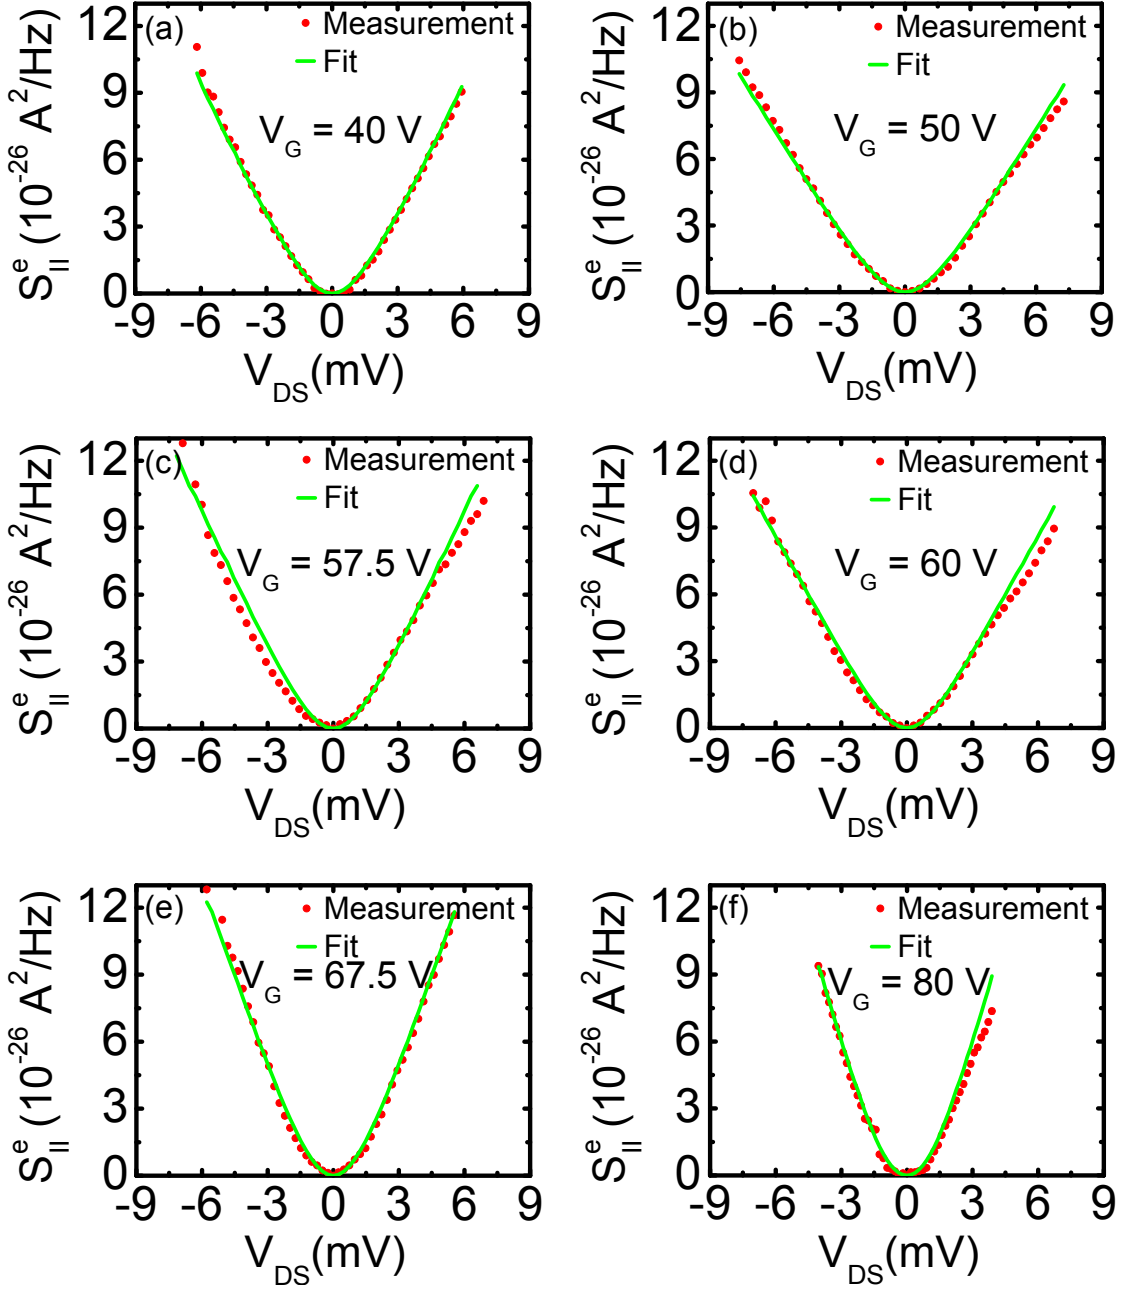 (a)
Measurement
Fit
V_G = 40 V
12
9
6
3
0
-9 -6 -3 0 3 6 9
V_DS(mV)
S_II^e (10^-26 A^2/Hz)
(b)
Measurement
Fit
V_G = 50 V
12
9
6
3
0
-9 -6 -3 0 3 6 9
V_DS(mV)
S_II^e (10^-26 A^2/Hz)
(c)
Measurement
Fit
V_G = 57.5 V
12
9
6
3
0
-9 -6 -3 0 3 6 9
V_DS(mV)
S_II^e (10^-26 A^2/Hz)
(d)
Measurement
Fit
V_G = 60 V
12
9
6
3
0
-9 -6 -3 0 3 6 9
V_DS(mV)
S_II^e (10^-26 A^2/Hz)
(e)
Measurement
Fit
V_G = 67.5 V
12
9
6
3
0
-9 -6 -3 0 3 6 9
V_DS(mV)
S_II^e (10^-26 A^2/Hz)
(f)
Measurement
Fit
V_G = 80 V
12
9
6
3
0
-9 -6 -3 0 3 6 9
V_DS(mV)
S_II^e (10^-26 A^2/Hz)